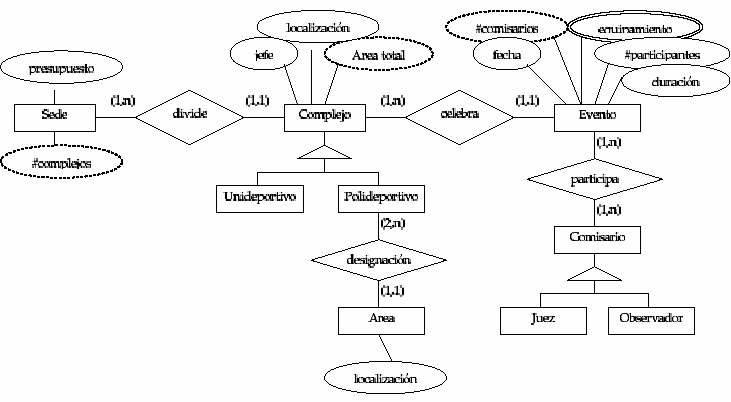 localización
jefe
Area total
#comisarios
equipamiento
fecha
#participantes
duración
presupuesto
Sede
(1,n)
divide
(1,1)
Complejo
(1,n)
celebra
(1,1)
Evento
#complejos
(1,n)
participa
(1,n)
Unideportivo
Polideportivo
(2,n)
designación
(1,1)
Comisario
Area
Juez
Observador
localización